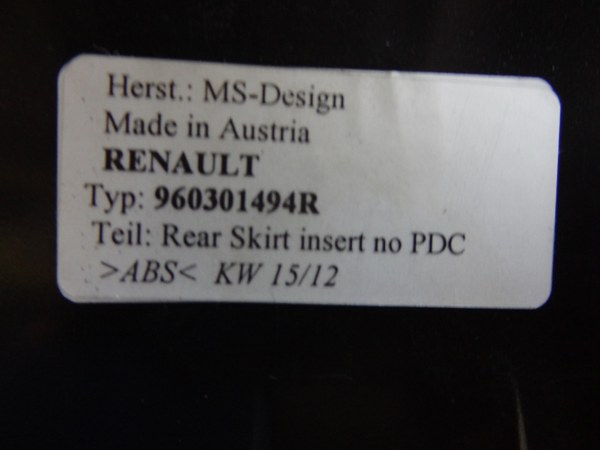 Herst.: MS-Design
Made in Austria
RENAULT
Typ: 960301494R
Teil: Rear Skirt insert no PDC
>ABS< KW 15/12